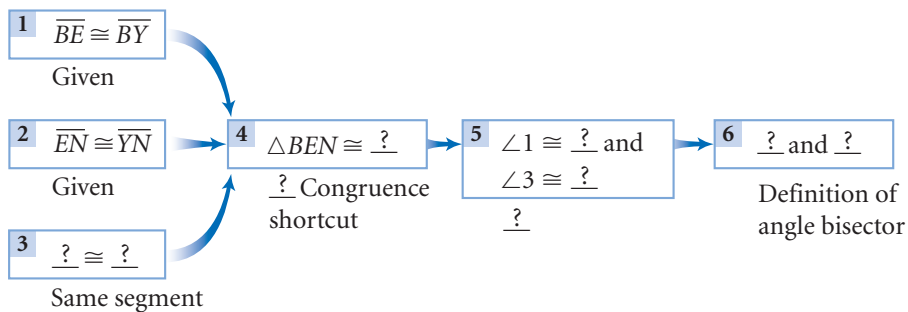 1 BE ≅ BY
Given
2 EN ≅ YN
Given
3 ? ≅ ?
Same segment
4 △BEN ≅ ?
? Congruence
shortcut
5 ∠1 ≅ ? and
∠3 ≅ ?
?
6 ? and ?
Definition of
angle bisector